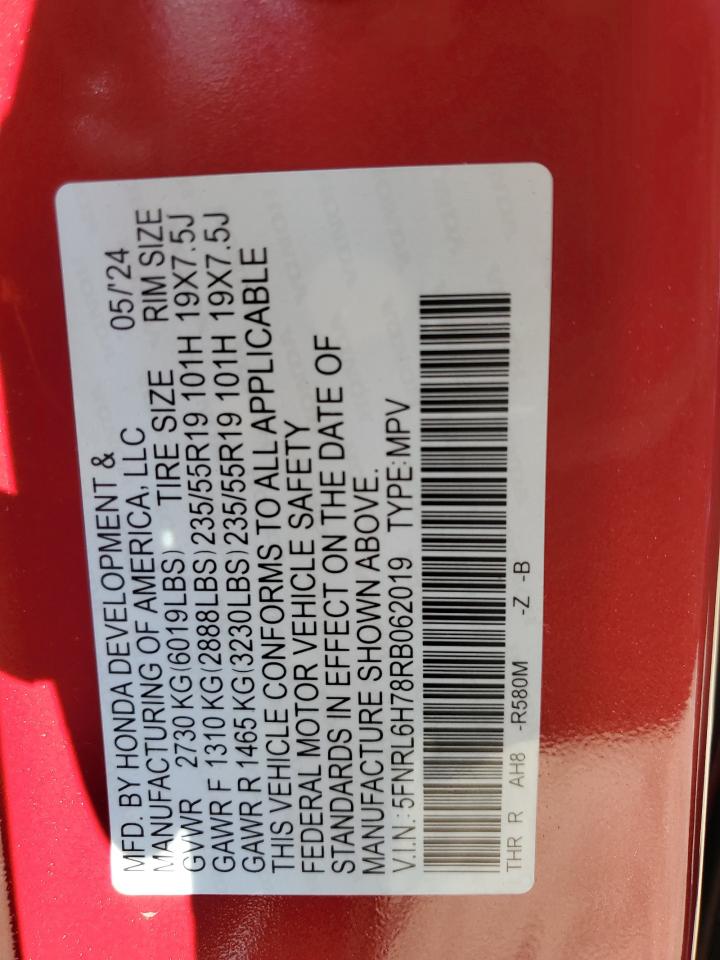 MFD. BY HONDA DEVELOPMENT &
MANUFACTURING OF AMERICA, LLC 05/'24
GVWR 2730 KG(6019LBS) TIRE SIZE RIM SIZE
GAWR F 1310 KG(2888LBS) 235/55R19 101H 19X7.5J
GAWR R 1465 KG(3230LBS) 235/55R19 101H 19X7.5J
THIS VEHICLE CONFORMS TO ALL APPLICABLE
FEDERAL MOTOR VEHICLE SAFETY
STANDARDS IN EFFECT ON THE DATE OF
MANUFACTURE SHOWN ABOVE.
V.I.N.: 5FNRL6H78RB062019 TYPE:MPV
THR R AH8 -R580M -Z -B